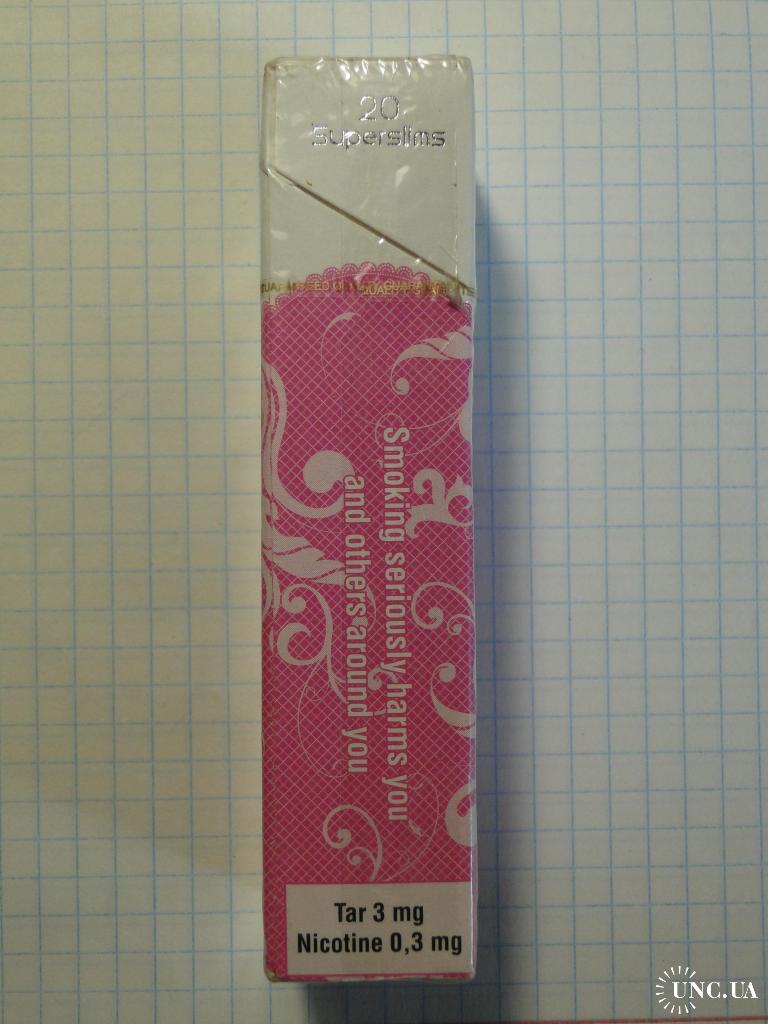 20
Superslims
Smoking seriously harms you
and others around you
Tar 3 mg
Nicotine 0,3 mg
UNC.UA